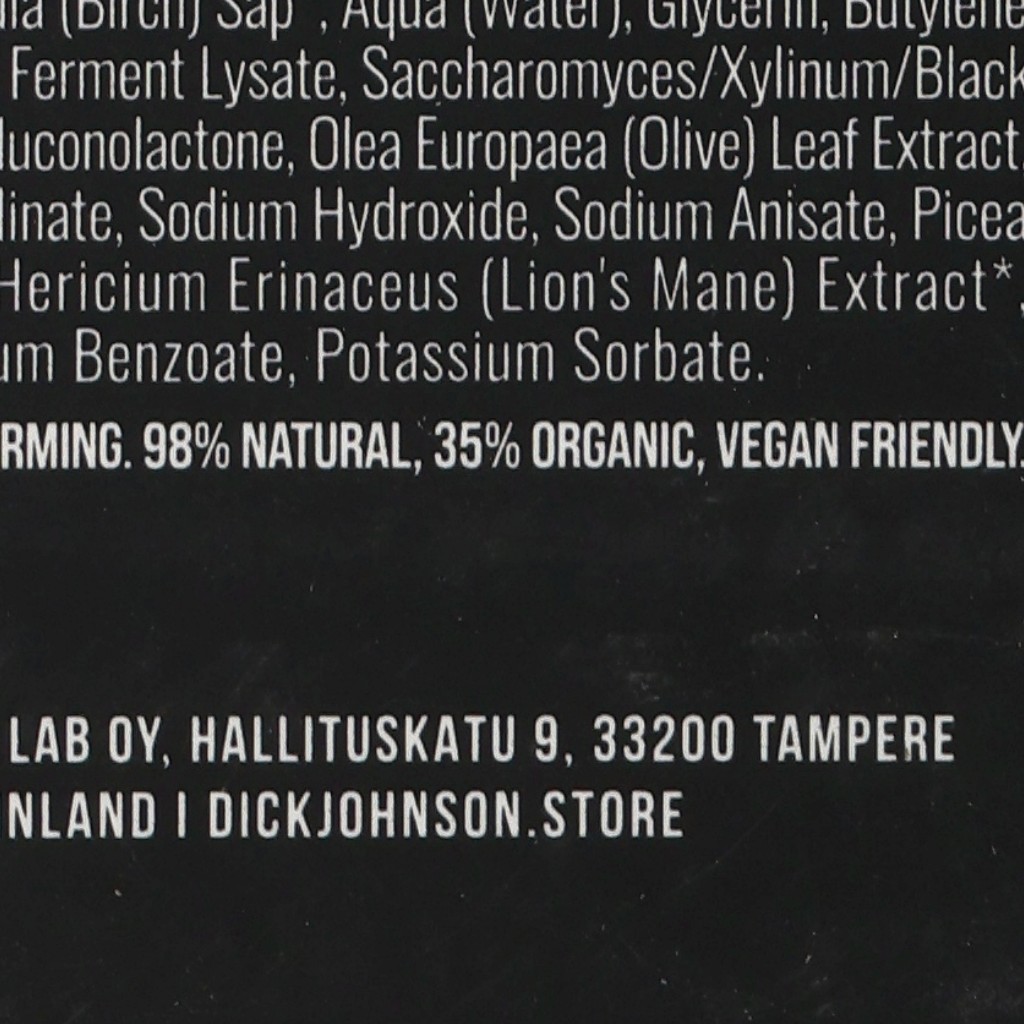 (Birch) Sap*, Aqua (Water), Glycerin, Butylene
Ferment Lysate, Saccharomyces/Xylinum/Black
luconolactone, Olea Europaea (Olive) Leaf Extract,
linate, Sodium Hydroxide, Sodium Anisate, Picea
Hericium Erinaceus (Lion's Mane) Extract*,
um Benzoate, Potassium Sorbate.
RMING. 98% NATURAL, 35% ORGANIC, VEGAN FRIENDLY.
LAB OY, HALLITUSKATU 9, 33200 TAMPERE
NLAND | DICKJOHNSON.STORE